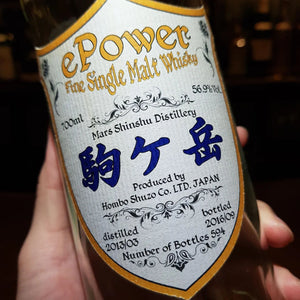 ePower
Fine Single Malt Whisky
700ml 56.9%Vol.
Mars Shinshu Distillery
駒ケ岳
Produced by
Hombo Shuzo Co. LTD. JAPAN
distilled bottled
2013/03 2016/09
Number of Bottles 594